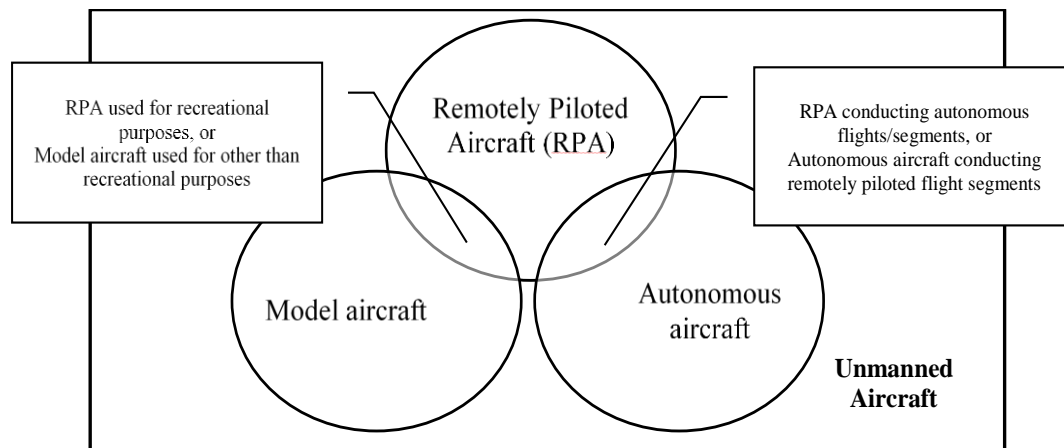 RPA used for recreational
purposes, or
Model aircraft used for other than
recreational purposes
Remotely Piloted
Aircraft (RPA)
RPA conducting autonomous
flights/segments, or
Autonomous aircraft conducting
remotely piloted flight segments
Model aircraft
Autonomous
aircraft
Unmanned
Aircraft